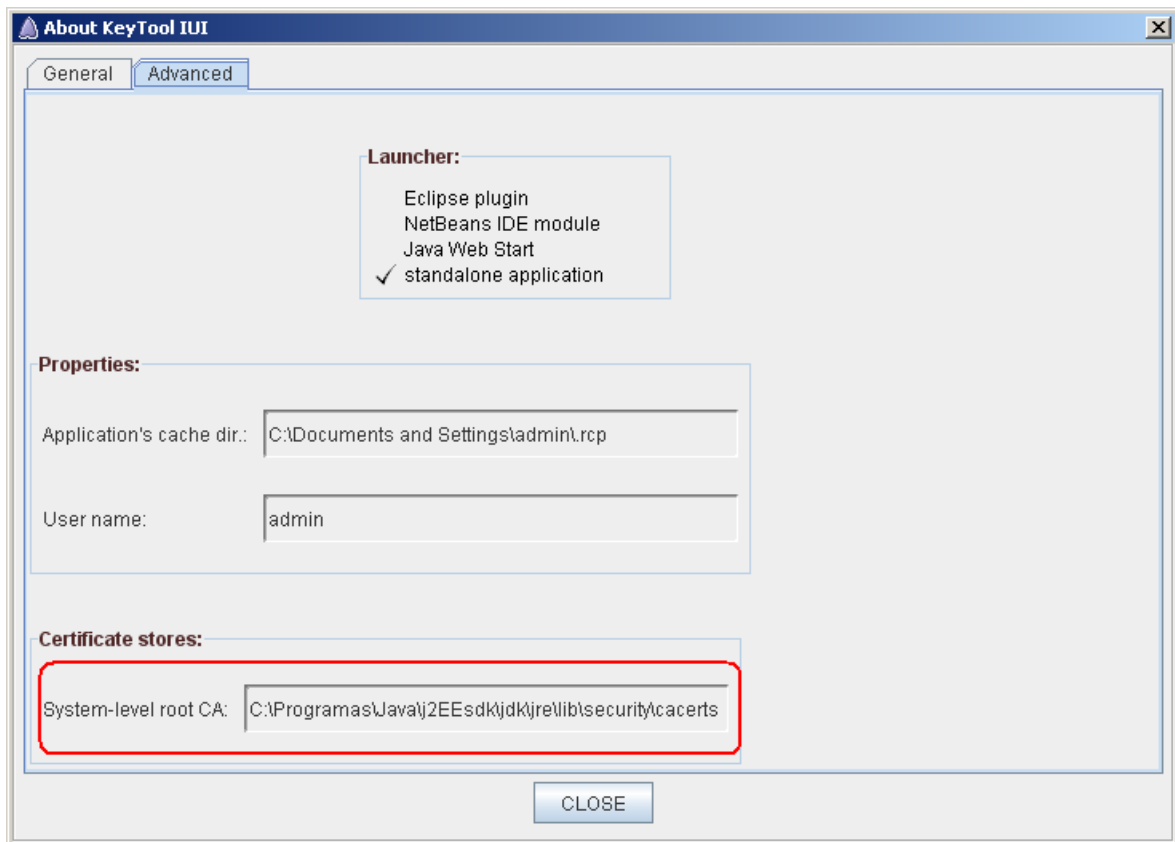 About KeyTool IUI
General
Advanced
Launcher:
Eclipse plugin
NetBeans IDE module
Java Web Start
standalone application
Properties:
Application's cache dir.: C:\Documents and Settings\admin\.rcp
User name: admin
Certificate stores:
System-level root CA: C:\Programas\Java\j2EEsdk\jdk\jre\lib\security\cacerts
CLOSE